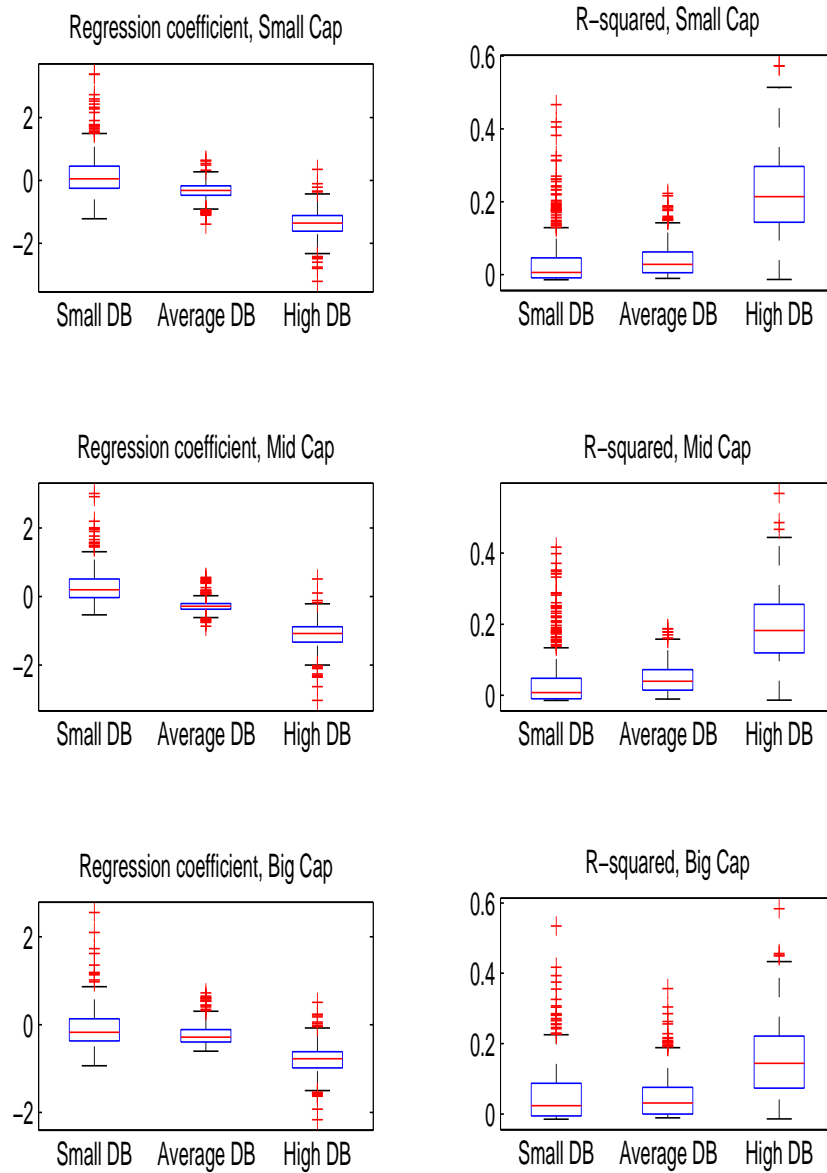 Regression coefficient, Small Cap
2
0
−2
Small DB Average DB High DB
R−squared, Small Cap
0.6
0.4
0.2
0
Small DB Average DB High DB
Regression coefficient, Mid Cap
2
0
−2
Small DB Average DB High DB
R−squared, Mid Cap
0.4
0.2
0
Small DB Average DB High DB
Regression coefficient, Big Cap
2
0
−2
Small DB Average DB High DB
R−squared, Big Cap
0.6
0.4
0.2
0
Small DB Average DB High DB